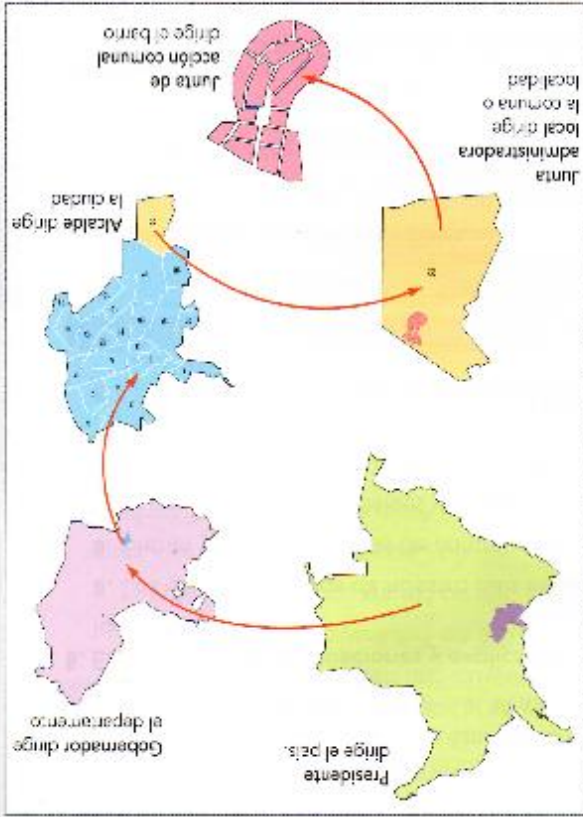 Presidente
dirige el país.
Gobernador dirige
el departamento
Alcalde dirige
la ciudad
Junta
administradora
local dirige
la comuna o
localidad
Junta de
acción comunal
dirige el barrio